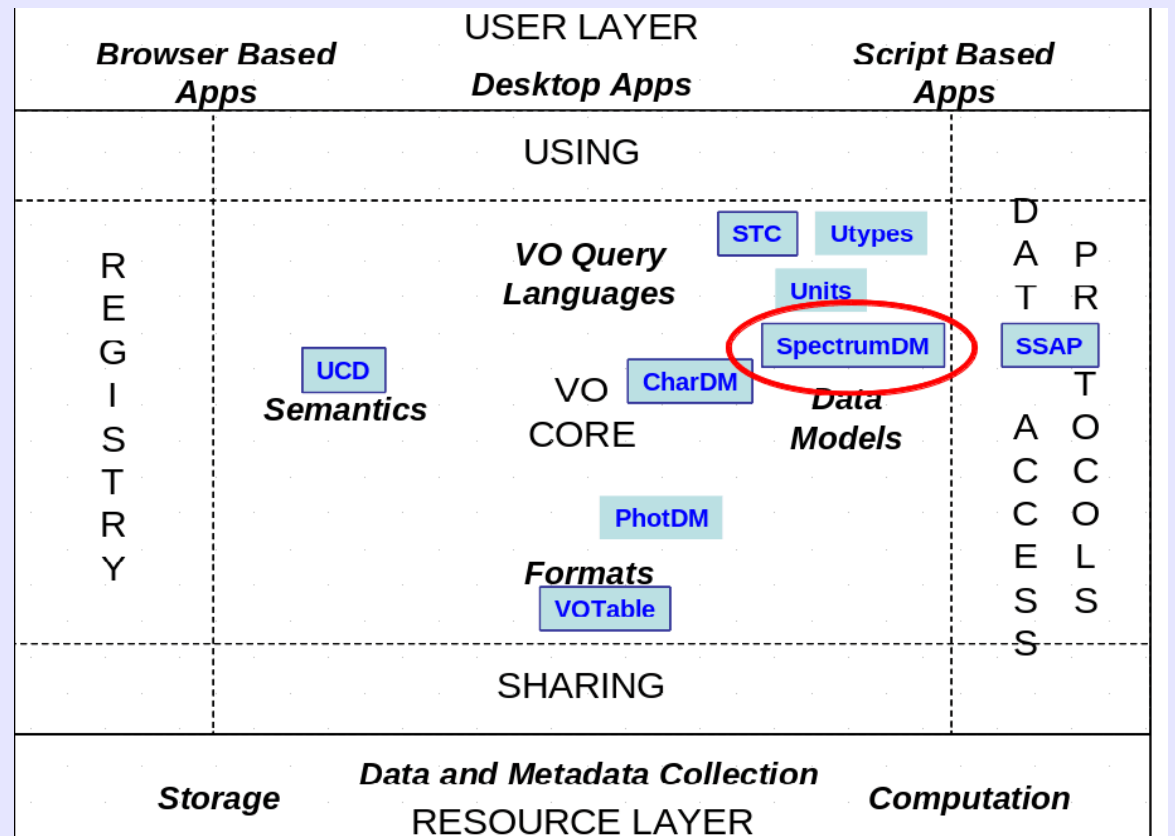 USER LAYER
Browser Based
Apps
Desktop Apps
Script Based
Apps
USING
REGISTRY
UCD
Semantics
VO Query
Languages
STC
Utypes
Units
SpectrumDM
CharDM
VO
CORE
Data
Models
PhotDM
Formats
VOTable
DATA ACCESS
PROTOCOLS
SSAP
SHARING
Storage
Data and Metadata Collection
Computation
RESOURCE LAYER